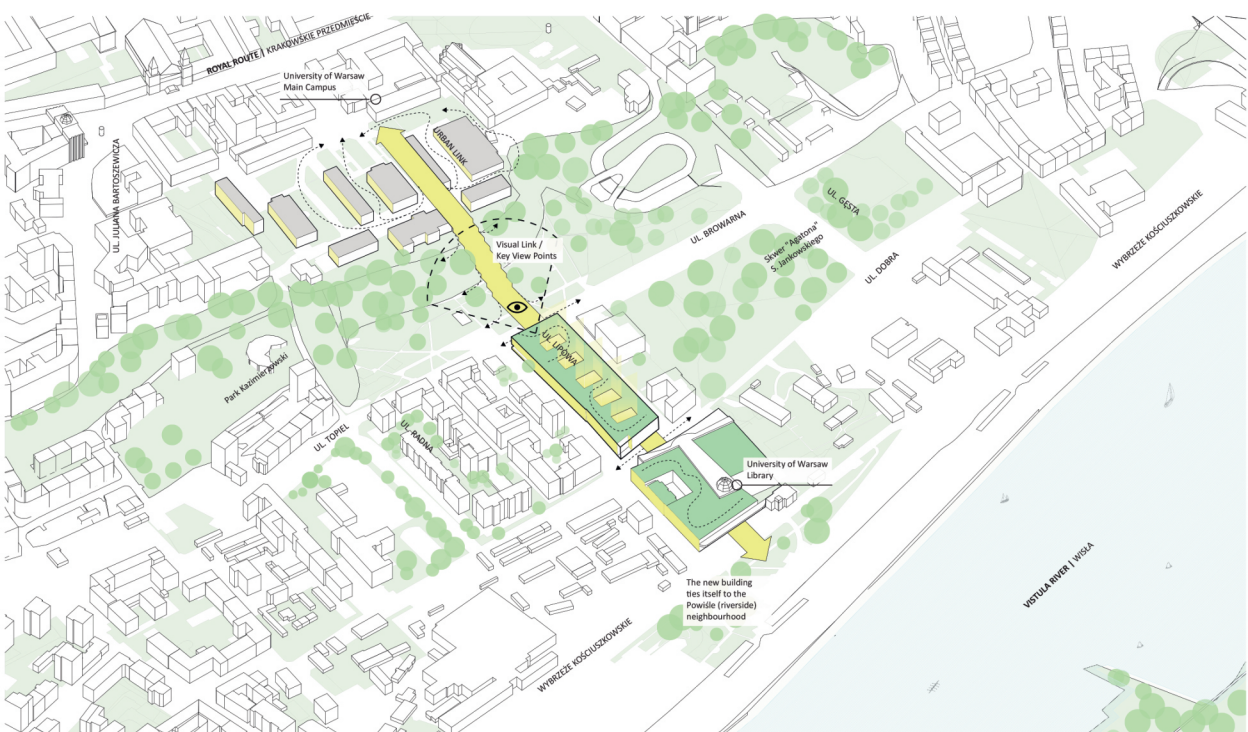 ROYAL ROUTE | KRAKOWSKIE PRZEDMIEŚCIE
University of Warsaw
Main Campus
URBAN LINK
UL. JULIANA BARTOSZEWICZA
UL. GĘSTA
WYBRZEŻE KOŚCIUSZKOWSKIE
UL. BROWARNA
Skwer "Agatona"
S. Jankowskiego
UL. DOBRA
Visual Link /
Key View Points
UL. LIPOWA
Park Kazimierzowski
UL. TOPIEL
UL. RADNA
University of Warsaw
Library
The new building
ties itself to the
Powiśle (riverside)
neighbourhood
VISTULA RIVER | WISŁA
WYBRZEŻE KOŚCIUSZKOWSKIE